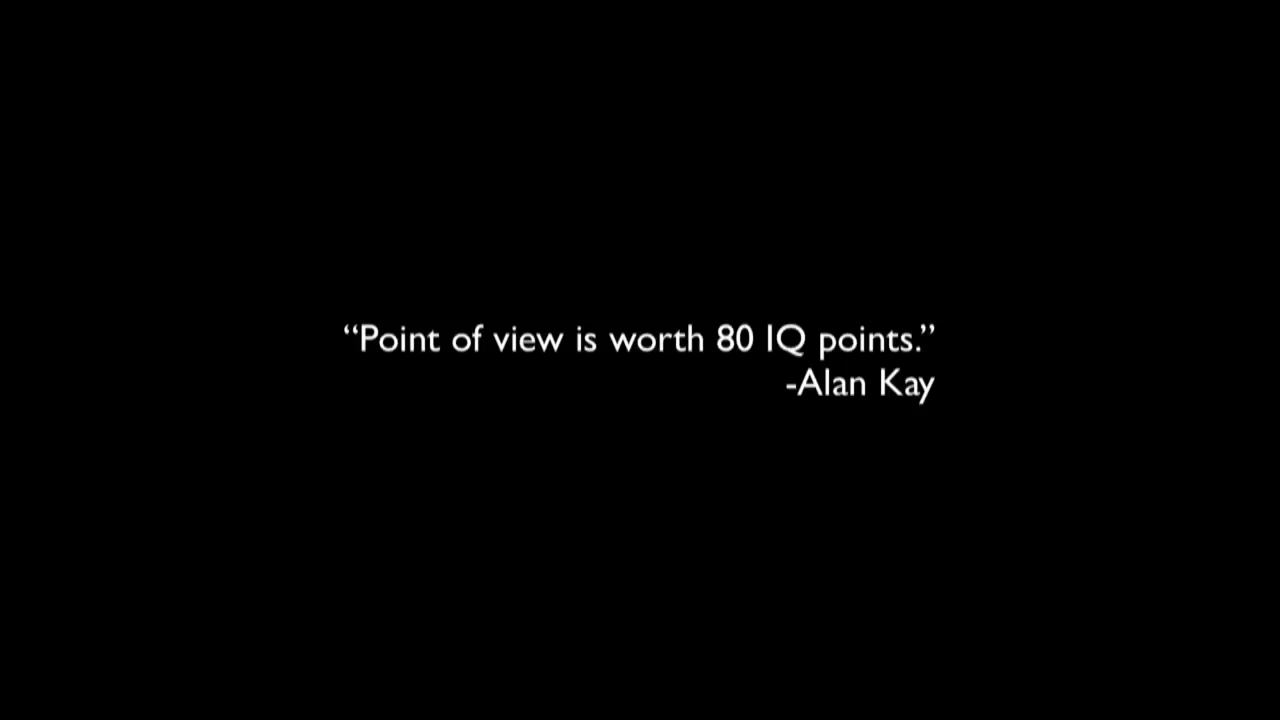 “Point of view is worth 80 IQ points.”
-Alan Kay